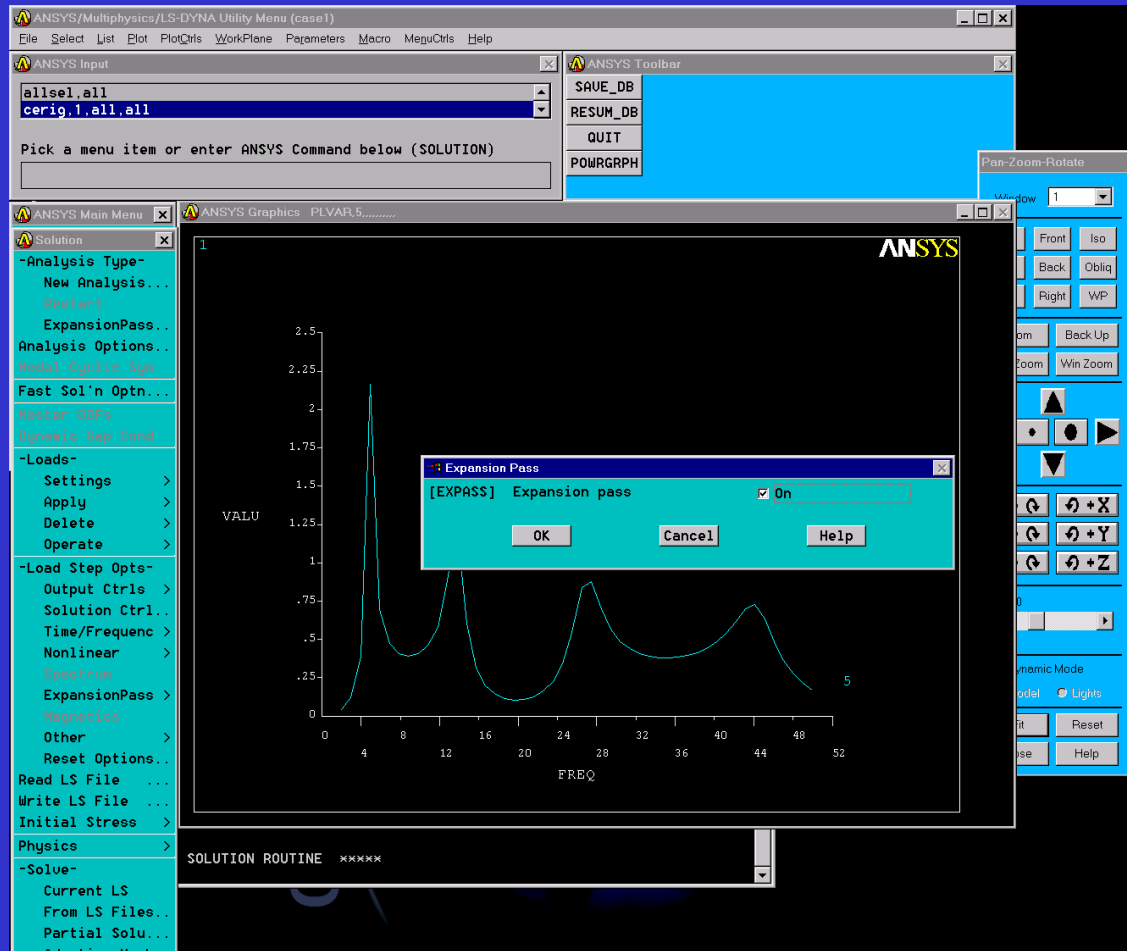 ANSYS/Multiphysics/LS-DYNA Utility Menu (case1)
File Select List Plot PlotCtrls WorkPlane Parameters Macro MenuCtrls Help
ANSYS Input
allsel,all
cerig,1,all,all
Pick a menu item or enter ANSYS Command below (SOLUTION)
ANSYS Toolbar
SAVE_DB
RESUM_DB
QUIT
POWRGRPH
Pan-Zoom-Rotate
Window 1
Front Iso
Back Obliq
Right WP
Back Up
Win Zoom
+X
+Y
+Z
Lights
Reset
Help
ANSYS Main Menu
Solution
-Analysis Type-
New Analysis...
Restart
ExpansionPass..
Analysis Options..
Modal Cyclic Sym
Fast Sol'n Optn...
Master DOFs
Dynamic Gap Cond
-Loads-
Settings >
Apply >
Delete >
Operate >
-Load Step Opts-
Output Ctrls >
Solution Ctrl..
Time/Frequenc >
Nonlinear >
Spectrum
ExpansionPass >
Magnetics
Other >
Reset Options..
Read LS File ...
Write LS File ...
Initial Stress >
Physics >
-Solve-
Current LS
From LS Files..
Partial Solu...
ANSYS Graphics PLVAR,5,,,,,,,,,,
1
ANSYS
2.5
2.25
2
1.75
1.5
VALU
1.25
1
.75
.5
.25
0
5
0 8 16 24 32 40 48
4 12 20 28 36 44 52
FREQ
Expansion Pass
[EXPASS] Expansion pass On
OK Cancel Help
SOLUTION ROUTINE *****